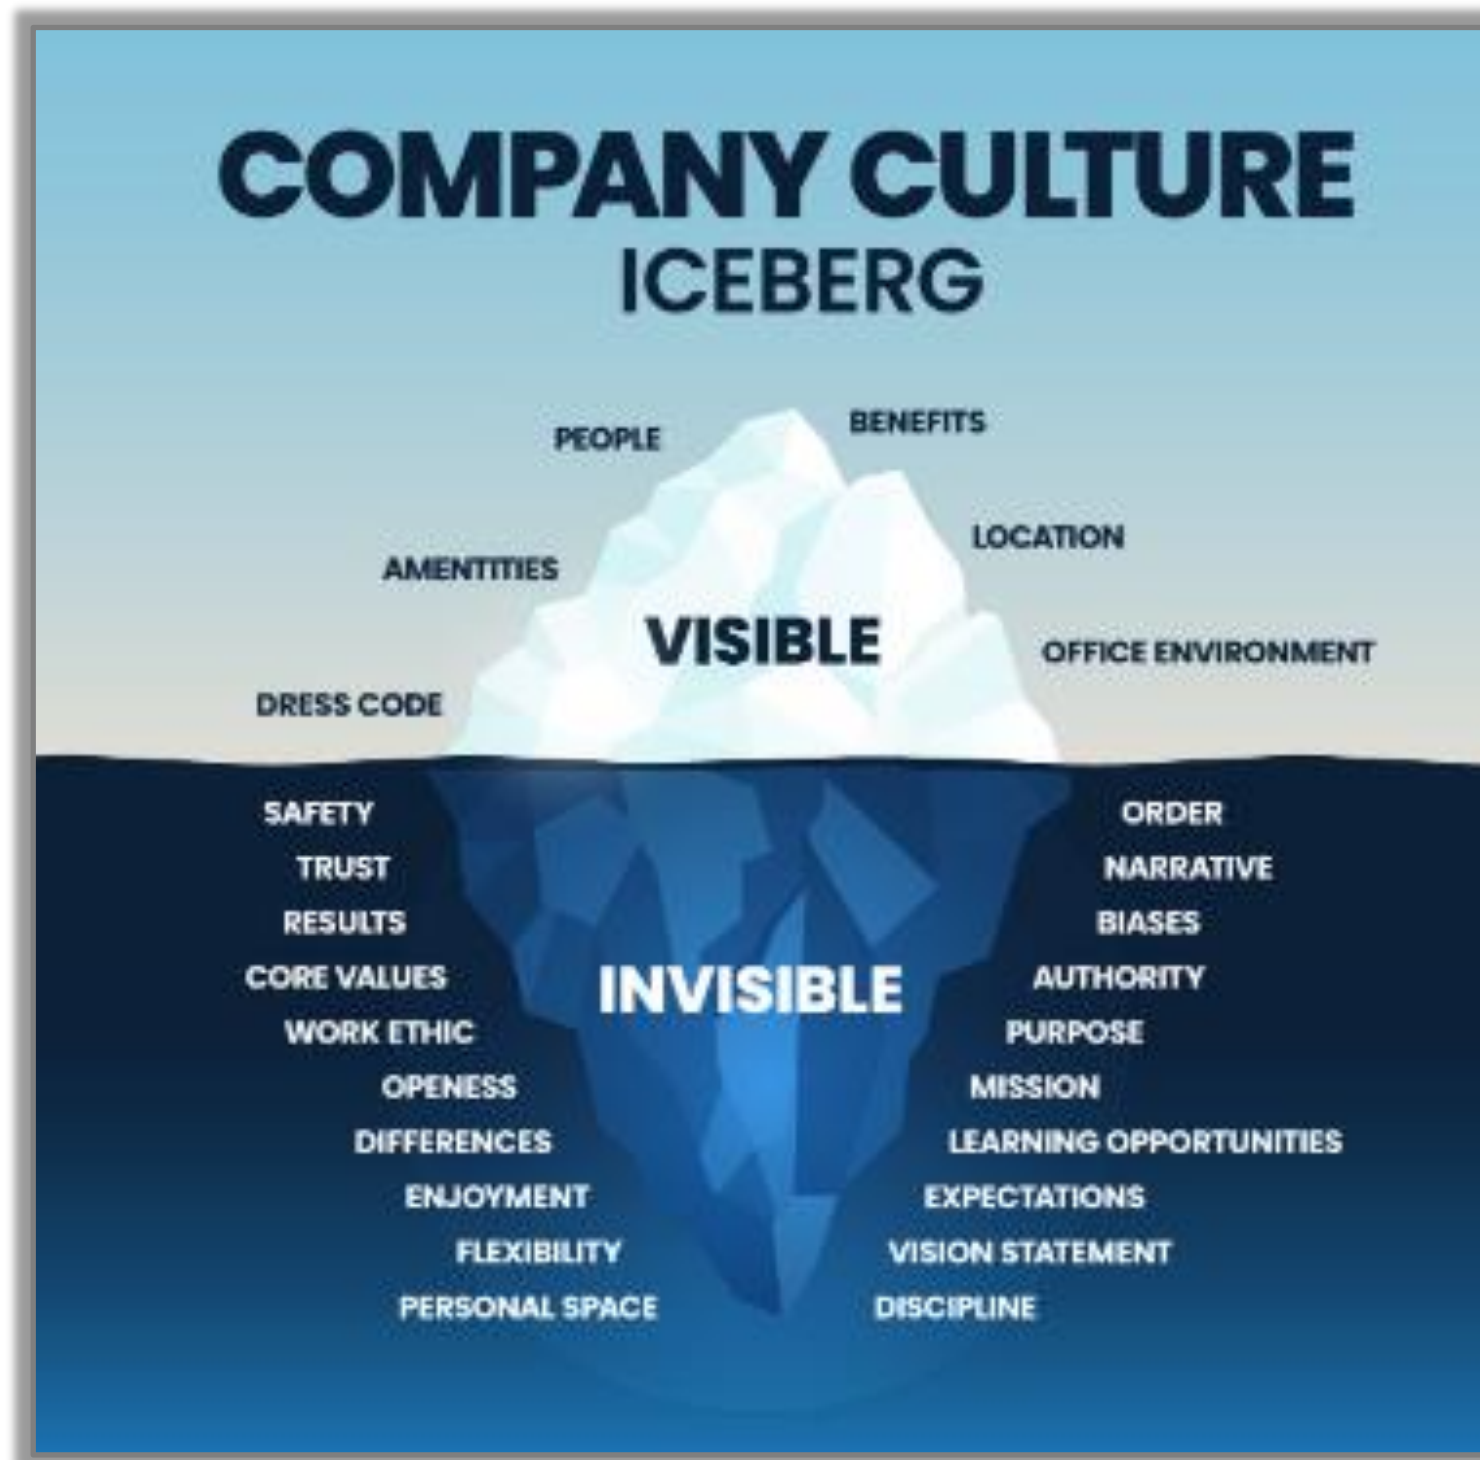 COMPANY CULTURE
ICEBERG
PEOPLE
BENEFITS
LOCATION
AMENTITIES
VISIBLE
OFFICE ENVIRONMENT
DRESS CODE
SAFETY
ORDER
TRUST
NARRATIVE
RESULTS
BIASES
CORE VALUES
INVISIBLE
AUTHORITY
WORK ETHIC
PURPOSE
OPENESS
MISSION
DIFFERENCES
LEARNING OPPORTUNITIES
ENJOYMENT
EXPECTATIONS
FLEXIBILITY
VISION STATEMENT
PERSONAL SPACE
DISCIPLINE